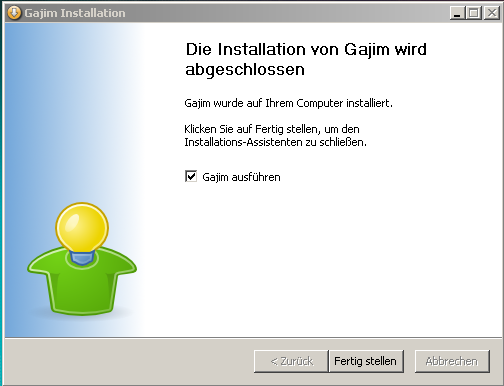 Gajim Installation
Die Installation von Gajim wird
abgeschlossen
Gajim wurde auf Ihrem Computer installiert.
Klicken Sie auf Fertig stellen, um den
Installations-Assistenten zu schließen.
Gajim ausführen
< Zurück Fertig stellen Abbrechen